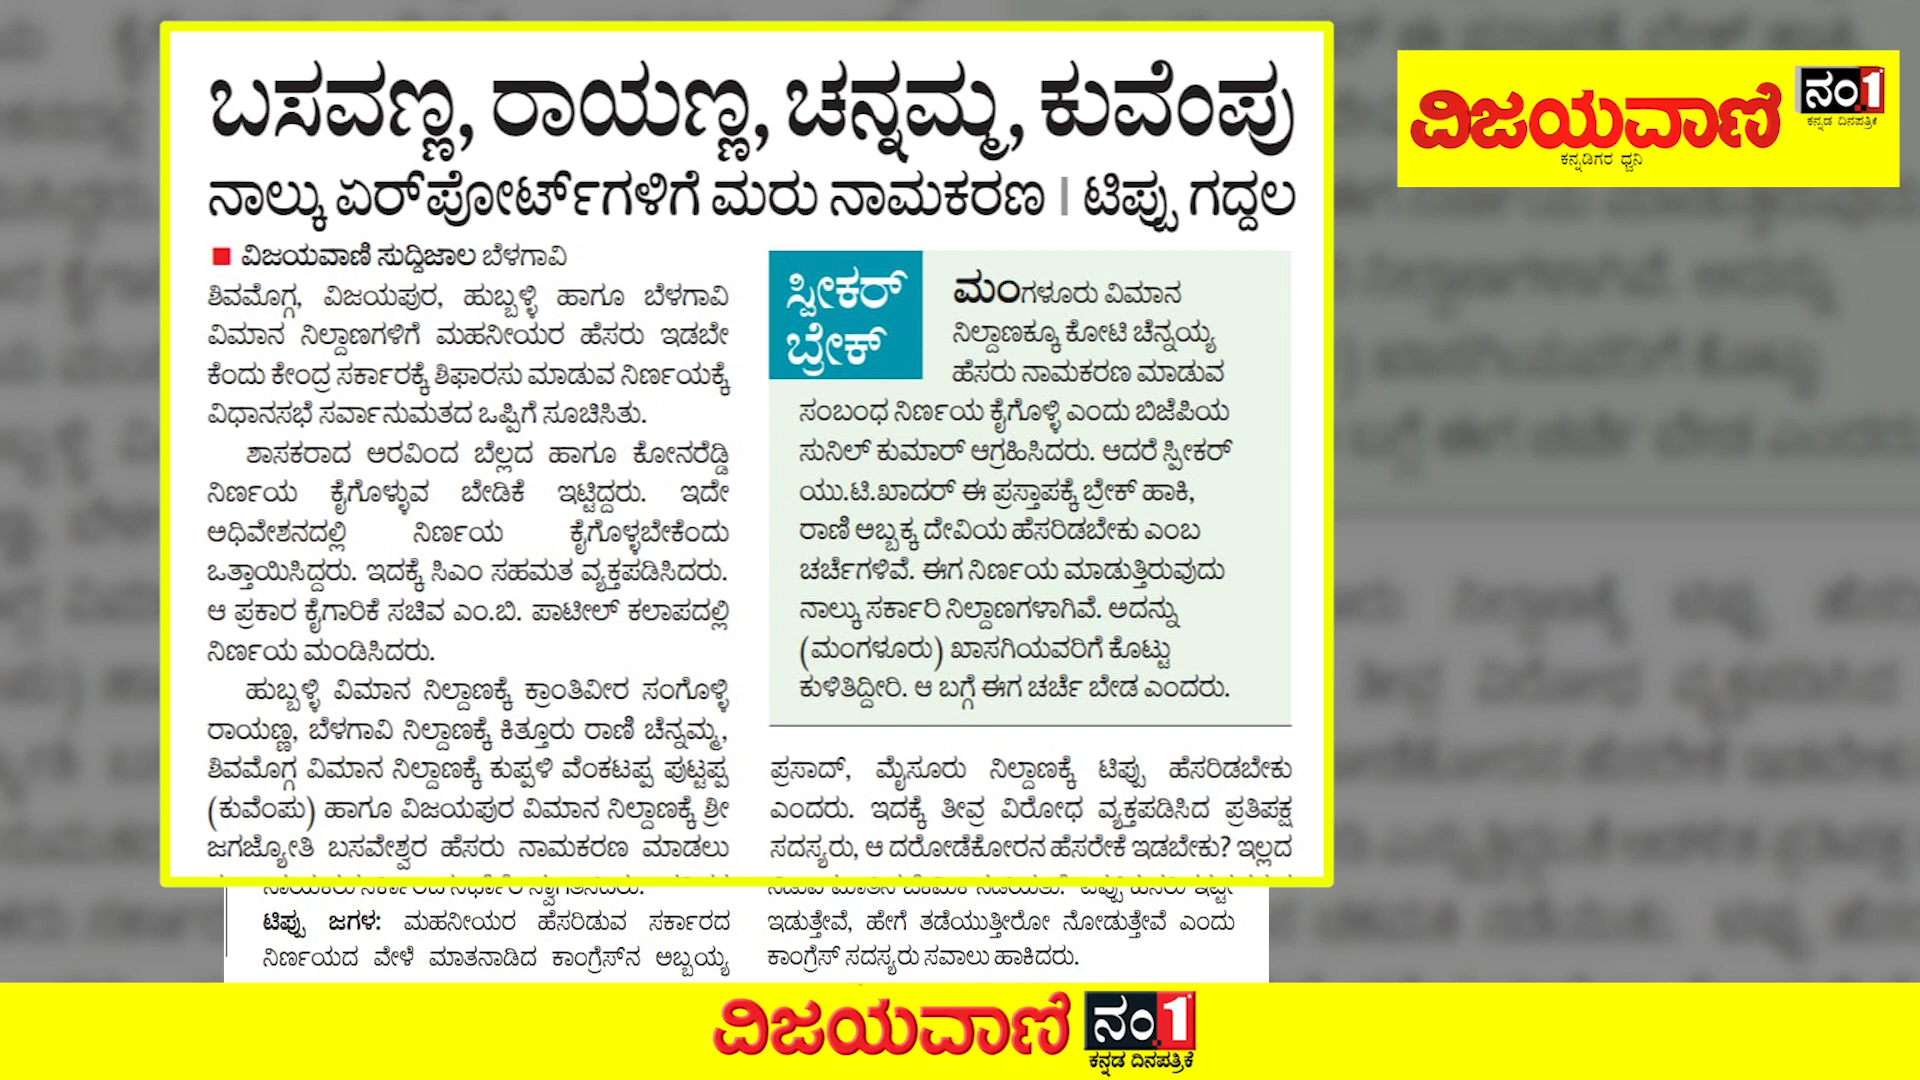 ಬಸವಣ್ಣ, ರಾಯಣ್ಣ, ಚನ್ನಮ್ಮ, ಕುವೆಂಪು
ನಾಲ್ಕು ಏರ್‌ಪೋರ್ಟ್‌ಗಳಿಗೆ ಮರು ನಾಮಕರಣ | ಟಿಪ್ಪು ಗದ್ದಲ
■ ವಿಜಯವಾಣಿ ಸುದ್ದಿಜಾಲ ಬೆಳಗಾವಿ
ಶಿವಮೊಗ್ಗ, ವಿಜಯಪುರ, ಹುಬ್ಬಳ್ಳಿ ಹಾಗೂ ಬೆಳಗಾವಿ
ವಿಮಾನ ನಿಲ್ದಾಣಗಳಿಗೆ ಮಹನೀಯರ ಹೆಸರು ಇಡಬೇ
ಕೆಂದು ಕೇಂದ್ರ ಸರ್ಕಾರಕ್ಕೆ ಶಿಫಾರಸು ಮಾಡುವ ನಿರ್ಣಯಕ್ಕೆ
ವಿಧಾನಸಭೆ ಸರ್ವಾನುಮತದ ಒಪ್ಪಿಗೆ ಸೂಚಿಸಿತು.
ಶಾಸಕರಾದ ಅರವಿಂದ ಬೆಲ್ಲದ ಹಾಗೂ ಕೋನರೆಡ್ಡಿ
ನಿರ್ಣಯ ಕೈಗೊಳ್ಳುವ ಬೇಡಿಕೆ ಇಟ್ಟಿದ್ದರು. ಇದೇ
ಅಧಿವೇಶನದಲ್ಲಿ ನಿರ್ಣಯ ಕೈಗೊಳ್ಳಬೇಕೆಂದು
ಒತ್ತಾಯಿಸಿದ್ದರು. ಇದಕ್ಕೆ ಸಿಎಂ ಸಹಮತ ವ್ಯಕ್ತಪಡಿಸಿದರು.
ಆ ಪ್ರಕಾರ ಕೈಗಾರಿಕೆ ಸಚಿವ ಎಂ.ಬಿ. ಪಾಟೀಲ್ ಕಲಾಪದಲ್ಲಿ
ನಿರ್ಣಯ ಮಂಡಿಸಿದರು.
ಹುಬ್ಬಳ್ಳಿ ವಿಮಾನ ನಿಲ್ದಾಣಕ್ಕೆ ಕ್ರಾಂತಿವೀರ ಸಂಗೊಳ್ಳಿ
ರಾಯಣ್ಣ, ಬೆಳಗಾವಿ ನಿಲ್ದಾಣಕ್ಕೆ ಕಿತ್ತೂರು ರಾಣಿ ಚೆನ್ನಮ್ಮ,
ಶಿವಮೊಗ್ಗ ವಿಮಾನ ನಿಲ್ದಾಣಕ್ಕೆ ಕುಪ್ಪಳಿ ವೆಂಕಟಪ್ಪ ಪುಟ್ಟಪ್ಪ
(ಕುವೆಂಪು) ಹಾಗೂ ವಿಜಯಪುರ ವಿಮಾನ ನಿಲ್ದಾಣಕ್ಕೆ ಶ್ರೀ
ಜಗಜ್ಯೋತಿ ಬಸವೇಶ್ವರ ಹೆಸರು ನಾಮಕರಣ ಮಾಡಲು
ಟಿಪ್ಪು ಜಗಳ: ಮಹನೀಯರ ಹೆಸರಿಡುವ ಸರ್ಕಾರದ
ನಿರ್ಣಯದ ವೇಳೆ ಮಾತನಾಡಿದ ಕಾಂಗ್ರೆಸ್‌ನ ಅಬ್ಬಯ್ಯ
ಸ್ಪೀಕರ್
ಬ್ರೇಕ್
ಮಂಗಳೂರು ವಿಮಾನ
ನಿಲ್ದಾಣಕ್ಕೂ ಕೋಟಿ ಚೆನ್ನಯ್ಯ
ಹೆಸರು ನಾಮಕರಣ ಮಾಡುವ
ಸಂಬಂಧ ನಿರ್ಣಯ ಕೈಗೊಳ್ಳಿ ಎಂದು ಬಿಜೆಪಿಯ
ಸುನಿಲ್ ಕುಮಾರ್ ಆಗ್ರಹಿಸಿದರು. ಆದರೆ ಸ್ಪೀಕರ್
ಯು.ಟಿ.ಖಾದರ್ ಈ ಪ್ರಸ್ತಾಪಕ್ಕೆ ಬ್ರೇಕ್ ಹಾಕಿ,
ರಾಣಿ ಅಬ್ಬಕ್ಕ ದೇವಿಯ ಹೆಸರಿಡಬೇಕು ಎಂಬ
ಚರ್ಚೆಗಳಿವೆ. ಈಗ ನಿರ್ಣಯ ಮಾಡುತ್ತಿರುವುದು
ನಾಲ್ಕು ಸರ್ಕಾರಿ ನಿಲ್ದಾಣಗಳಾಗಿವೆ. ಅದನ್ನು
(ಮಂಗಳೂರು) ಖಾಸಗಿಯವರಿಗೆ ಕೊಟ್ಟು
ಕುಳಿತಿದ್ದೀರಿ. ಆ ಬಗ್ಗೆ ಈಗ ಚರ್ಚೆ ಬೇಡ ಎಂದರು.
ಪ್ರಸಾದ್, ಮೈಸೂರು ನಿಲ್ದಾಣಕ್ಕೆ ಟಿಪ್ಪು ಹೆಸರಿಡಬೇಕು
ಎಂದರು. ಇದಕ್ಕೆ ತೀವ್ರ ವಿರೋಧ ವ್ಯಕ್ತಪಡಿಸಿದ ಪ್ರತಿಪಕ್ಷ
ಸದಸ್ಯರು, ಆ ದರೋಡೆಕೋರನ ಹೆಸರೇಕೆ ಇಡಬೇಕು? ಇಲ್ಲದ
ಇಡುತ್ತೇವೆ, ಹೇಗೆ ತಡೆಯುತ್ತೀರೋ ನೋಡುತ್ತೇವೆ ಎಂದು
ಕಾಂಗ್ರೆಸ್ ಸದಸ್ಯರು ಸವಾಲು ಹಾಕಿದರು.
ವಿಜಯವಾಣಿ ನಂ.1
ಕನ್ನಡ ದಿನಪತ್ರಿಕೆ
ಕನ್ನಡಿಗರ ಧ್ವನಿ
ವಿಜಯವಾಣಿ ನಂ.1
ಕನ್ನಡ ದಿನಪತ್ರಿಕೆ